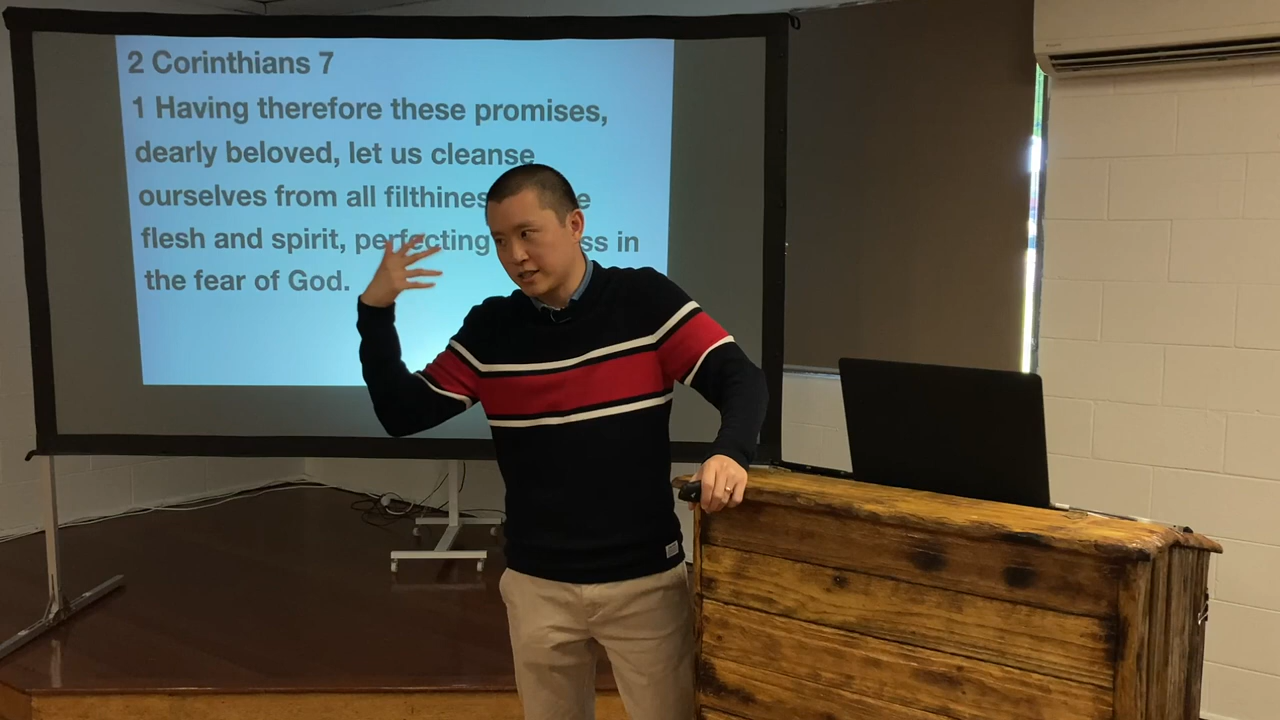 2 Corinthians 7
1 Having therefore these promises,
dearly beloved, let us cleanse
ourselves from all
flesh and spirit, perfecting in
the fear of God.